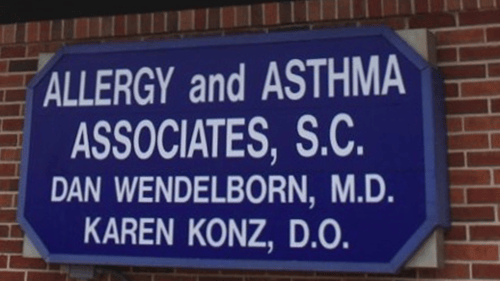 ALLERGY and ASTHMA
ASSOCIATES, S.C.
DAN WENDELBORN, M.D.
KAREN KONZ, D.O.